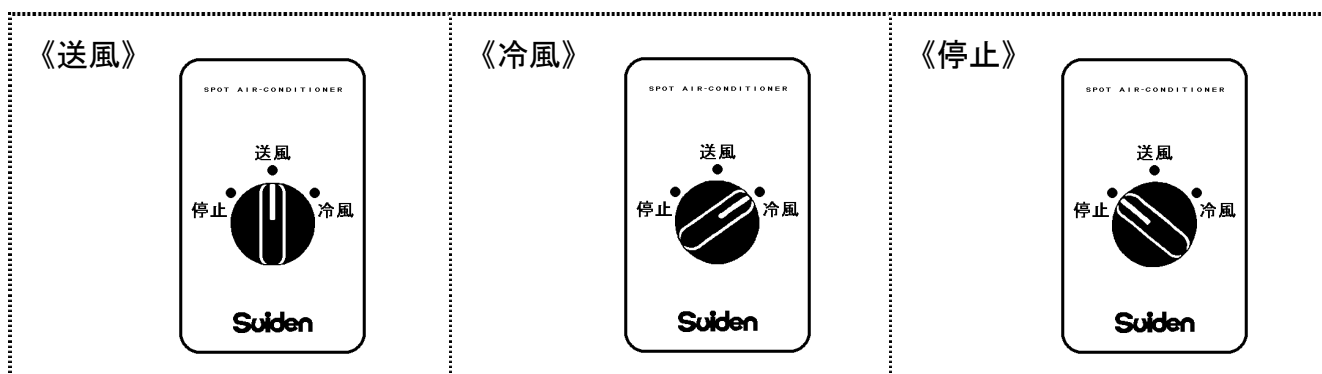 《送風》
SPOT AIR-CONDITIONER
送風
停止
冷風
Suiden
《冷風》
SPOT AIR-CONDITIONER
送風
停止
冷風
Suiden
《停止》
SPOT AIR-CONDITIONER
送風
停止
冷風
Suiden